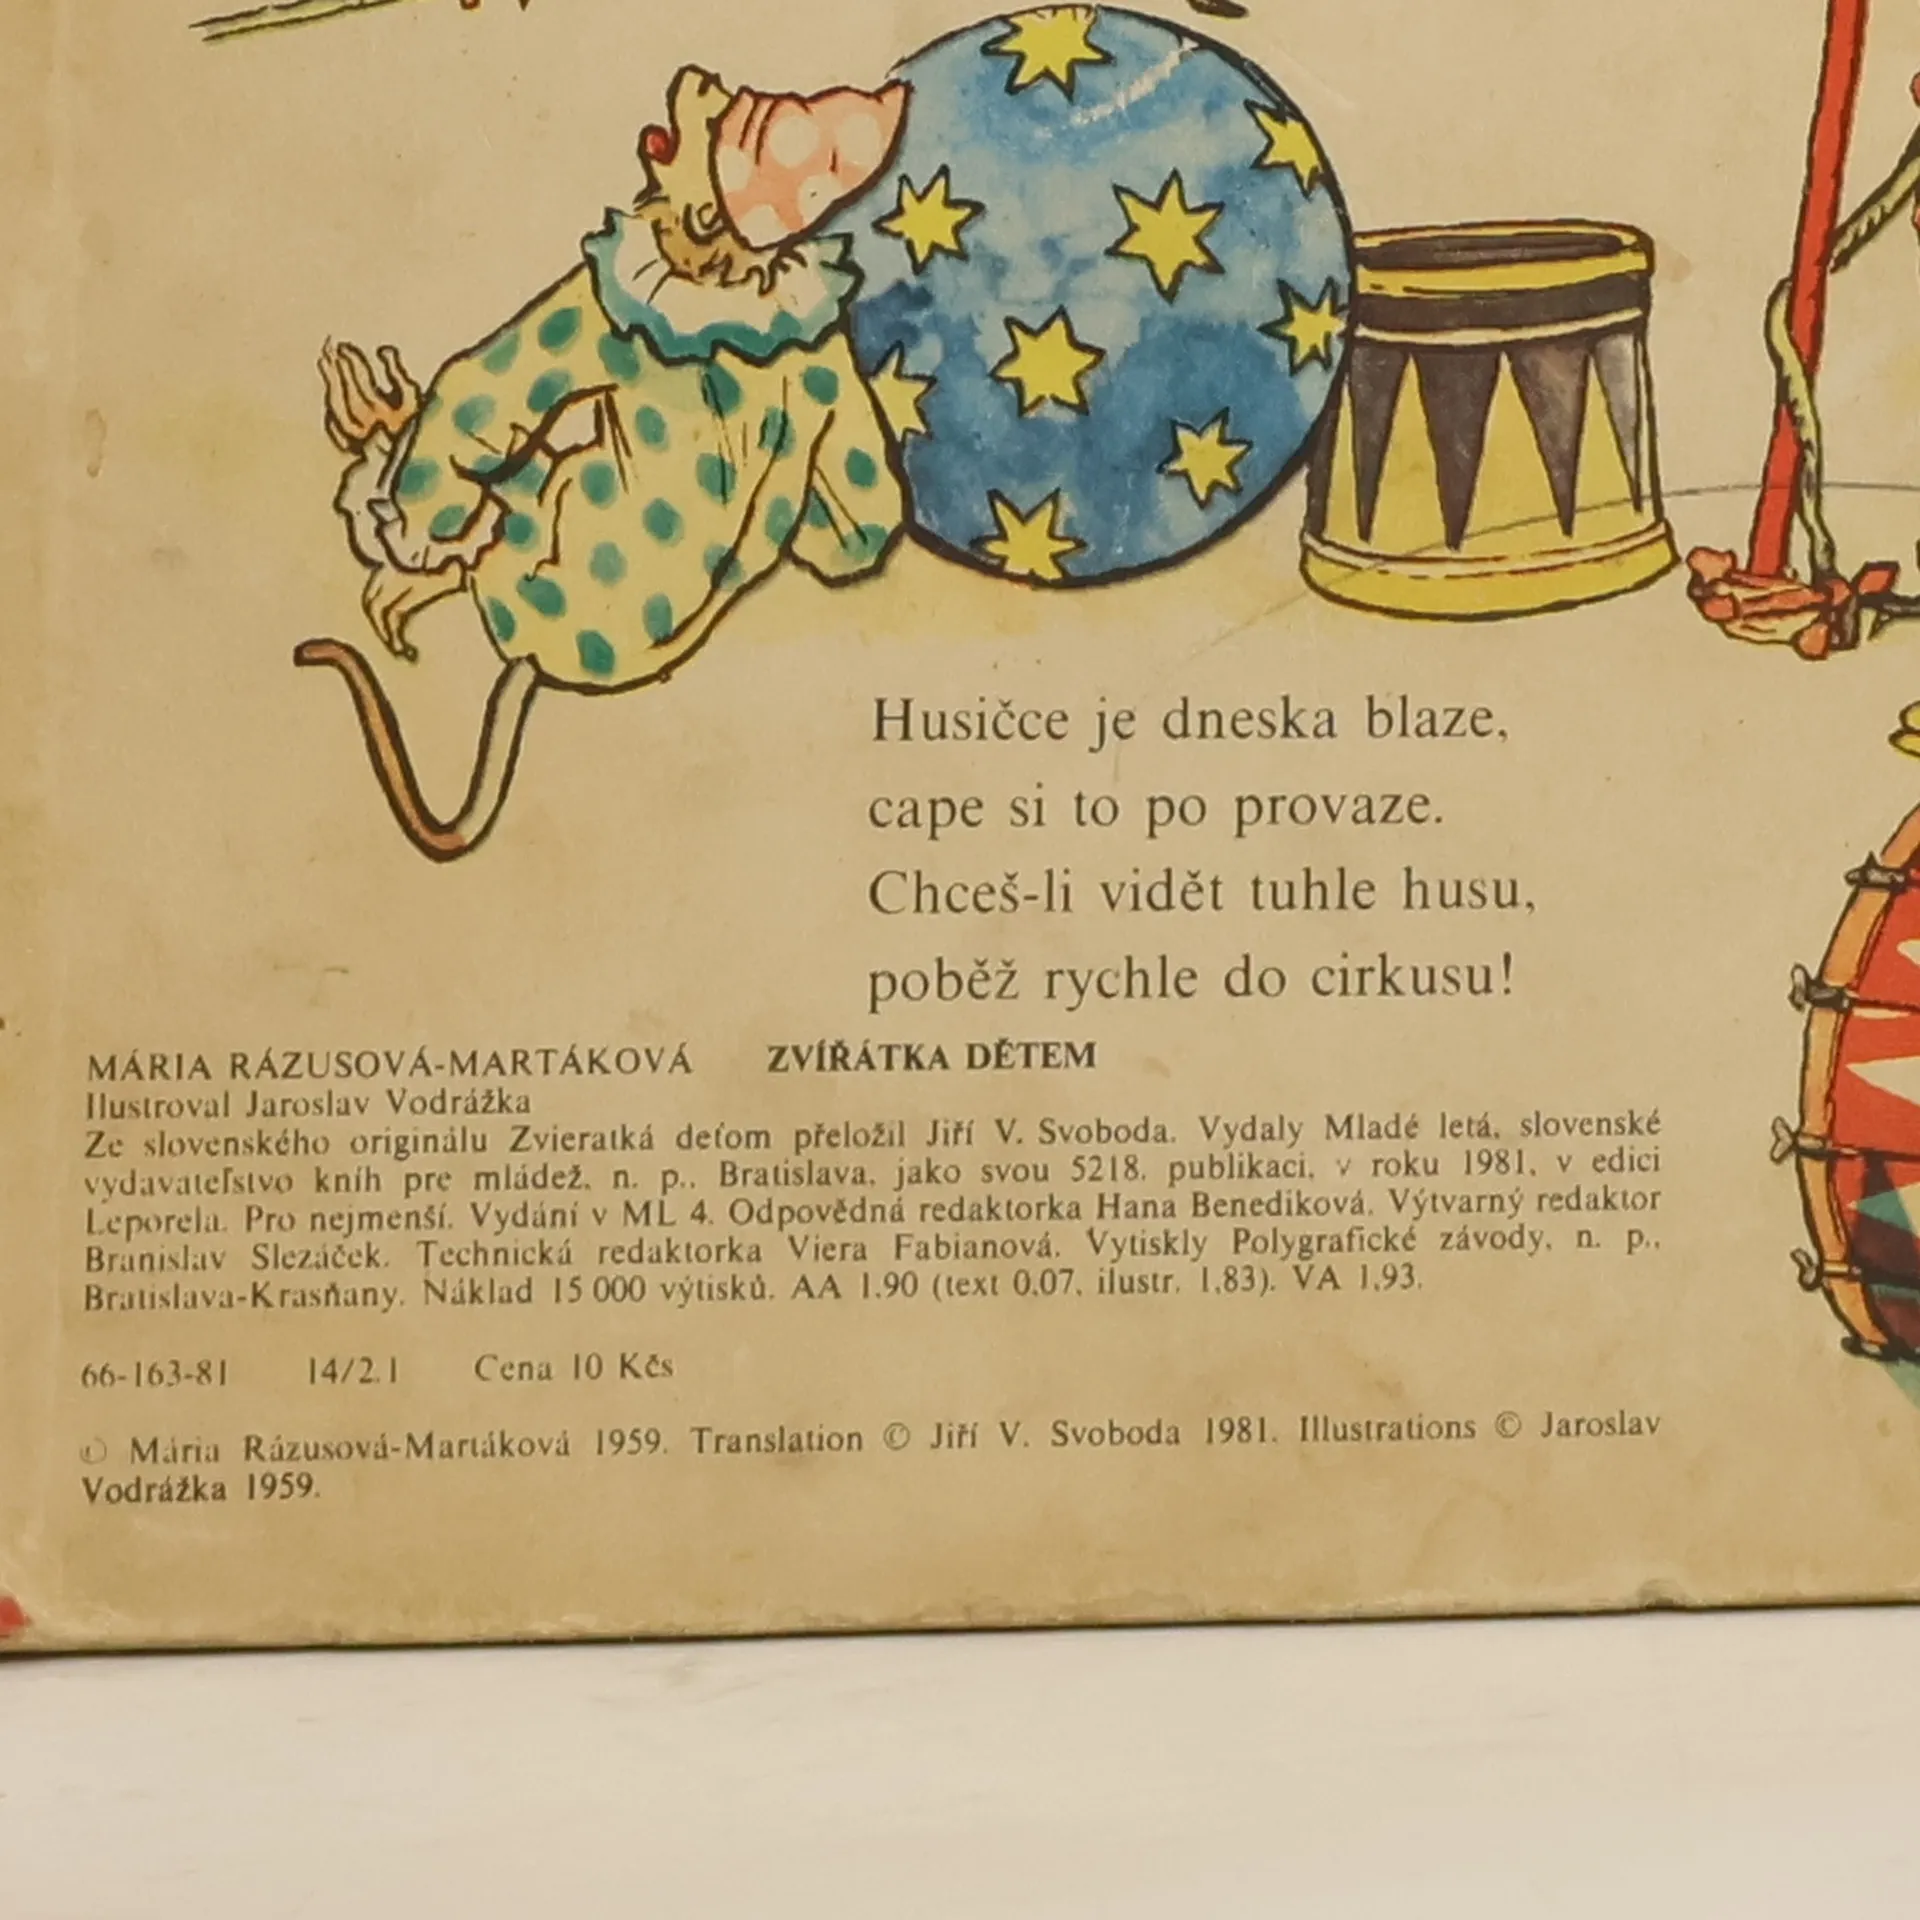 Husičce je dneska blaze,
cape si to po provaze.
Chceš-li vidět tuhle husu,
poběž rychle do cirkusu!
MÁRIA RÁZUSOVÁ-MARTÁKOVÁ ZVÍŘÁTKA DĚTEM
Ilustroval Jaroslav Vodrážka
Ze slovenského originálu Zvieratká deťom přeložil Jiří V. Svoboda. Vydaly Mladé letá, slovenské
vydavateľstvo kníh pre mládež, n. p., Bratislava, jako svou 5218. publikaci, v roku 1981, v edici
Leporela. Pro nejmenší. Vydání v ML 4. Odpovědná redaktorka Hana Benediková. Výtvarný redaktor
Branislav Slezáček. Technická redaktorka Viera Fabianová. Vytiskly Polygrafické závody, n. p.,
Bratislava-Krasňany. Náklad 15 000 výtisků. AA 1,90 (text 0,07, ilustr. 1,83). VA 1,93.
66-163-81 14/2.1 Cena 10 Kčs
© Mária Rázusová-Martáková 1959. Translation © Jiří V. Svoboda 1981. Illustrations © Jaroslav
Vodrážka 1959.